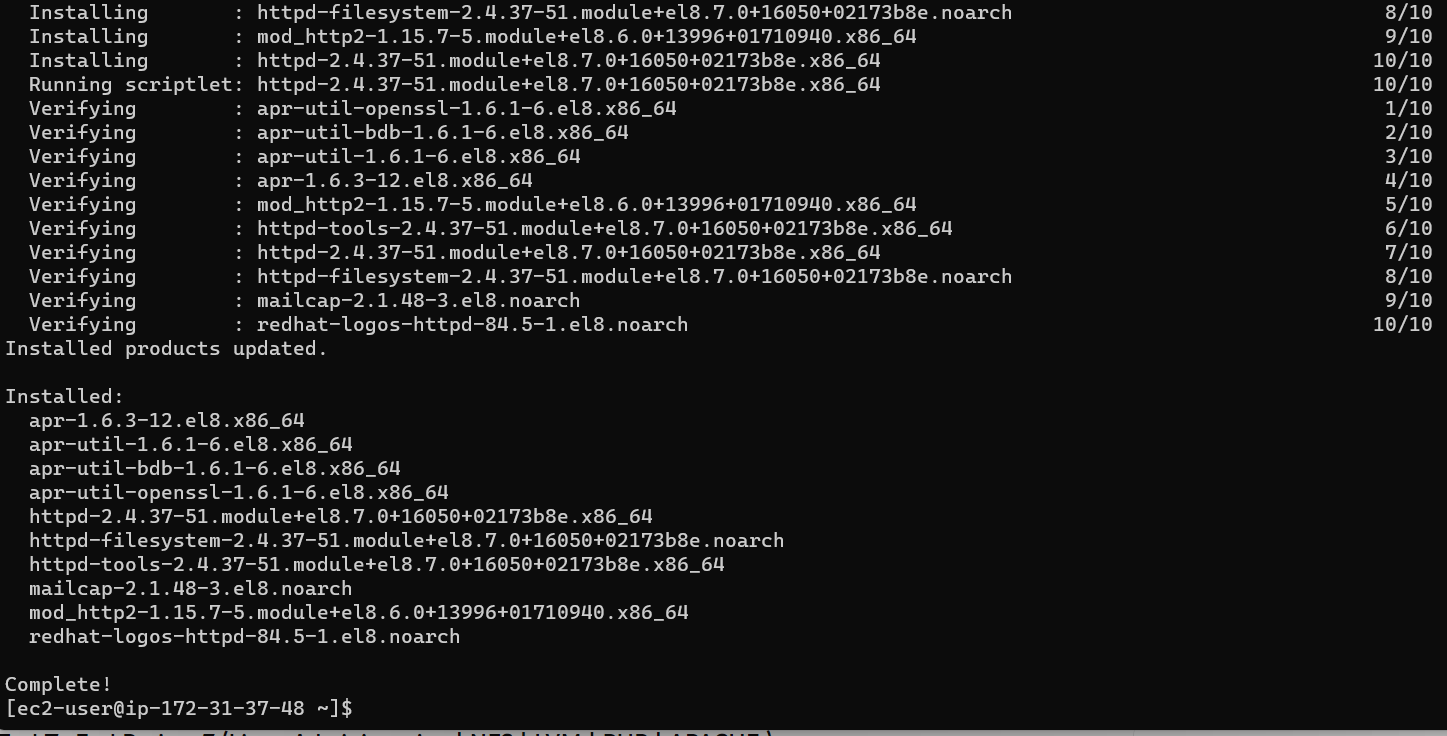 Installing : httpd-filesystem-2.4.37-51.module+el8.7.0+16050+02173b8e.noarch 8/10
Installing : mod_http2-1.15.7-5.module+el8.6.0+13996+01710940.x86_64 9/10
Installing : httpd-2.4.37-51.module+el8.7.0+16050+02173b8e.x86_64 10/10
Running scriptlet: httpd-2.4.37-51.module+el8.7.0+16050+02173b8e.x86_64 10/10
Verifying : apr-util-openssl-1.6.1-6.el8.x86_64 1/10
Verifying : apr-util-bdb-1.6.1-6.el8.x86_64 2/10
Verifying : apr-util-1.6.1-6.el8.x86_64 3/10
Verifying : apr-1.6.3-12.el8.x86_64 4/10
Verifying : mod_http2-1.15.7-5.module+el8.6.0+13996+01710940.x86_64 5/10
Verifying : httpd-tools-2.4.37-51.module+el8.7.0+16050+02173b8e.x86_64 6/10
Verifying : httpd-2.4.37-51.module+el8.7.0+16050+02173b8e.x86_64 7/10
Verifying : httpd-filesystem-2.4.37-51.module+el8.7.0+16050+02173b8e.noarch 8/10
Verifying : mailcap-2.1.48-3.el8.noarch 9/10
Verifying : redhat-logos-httpd-84.5-1.el8.noarch 10/10
Installed products updated.
Installed:
apr-1.6.3-12.el8.x86_64
apr-util-1.6.1-6.el8.x86_64
apr-util-bdb-1.6.1-6.el8.x86_64
apr-util-openssl-1.6.1-6.el8.x86_64
httpd-2.4.37-51.module+el8.7.0+16050+02173b8e.x86_64
httpd-filesystem-2.4.37-51.module+el8.7.0+16050+02173b8e.noarch
httpd-tools-2.4.37-51.module+el8.7.0+16050+02173b8e.x86_64
mailcap-2.1.48-3.el8.noarch
mod_http2-1.15.7-5.module+el8.6.0+13996+01710940.x86_64
redhat-logos-httpd-84.5-1.el8.noarch
Complete!
[ec2-user@ip-172-31-37-48 ~]$